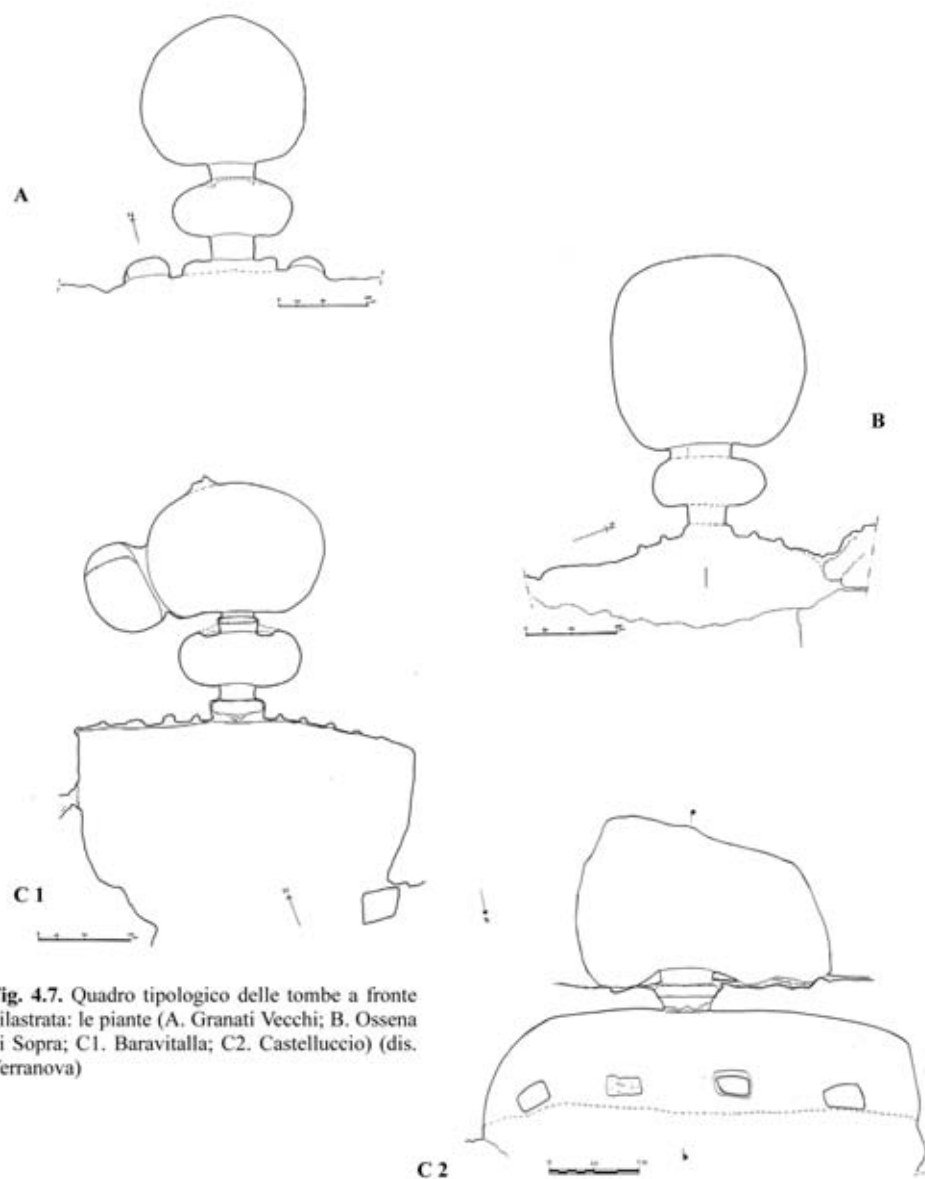 A
B
C 1
Fig. 4.7. Quadro tipologico delle tombe a fronte
ilastrata: le piante (A. Granati Vecchi; B. Ossena
i Sopra; C1. Baravitalla; C2. Castelluccio) (dis.
erranova)
C 2